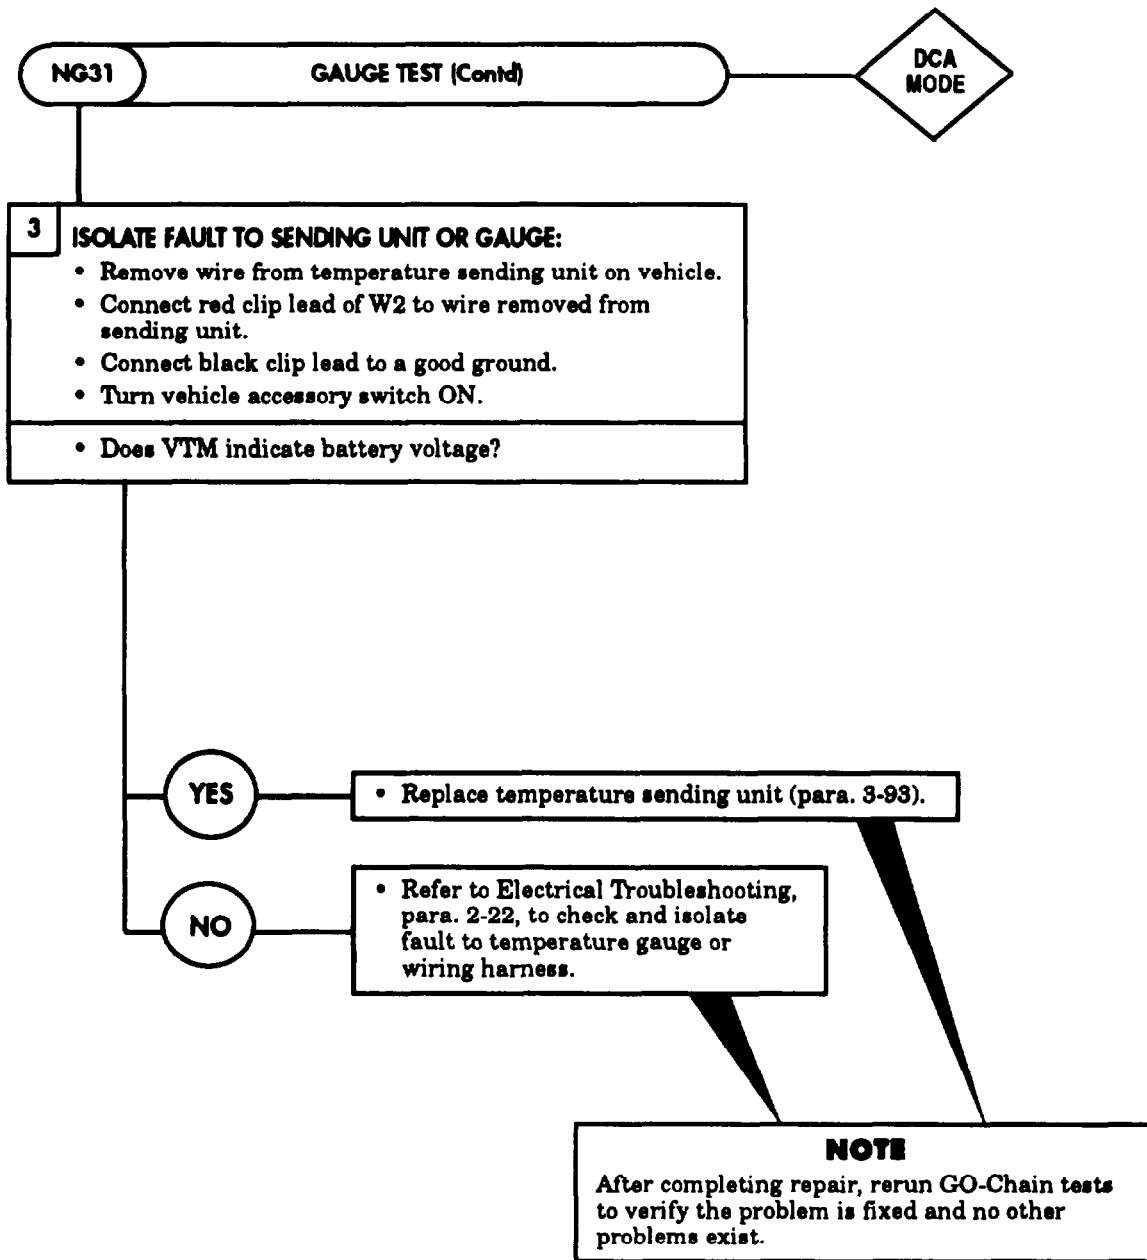 NG31
GAUGE TEST (Contd)
DCA
MODE
3
ISOLATE FAULT TO SENDING UNIT OR GAUGE:
• Remove wire from temperature sending unit on vehicle.
• Connect red clip lead of W2 to wire removed from
sending unit.
• Connect black clip lead to a good ground.
• Turn vehicle accessory switch ON.
• Does VTM indicate battery voltage?
YES
• Replace temperature sending unit (para. 3-93).
NO
• Refer to Electrical Troubleshooting,
para. 2-22, to check and isolate
fault to temperature gauge or
wiring harness.
NOTE
After completing repair, rerun GO-Chain tests
to verify the problem is fixed and no other
problems exist.